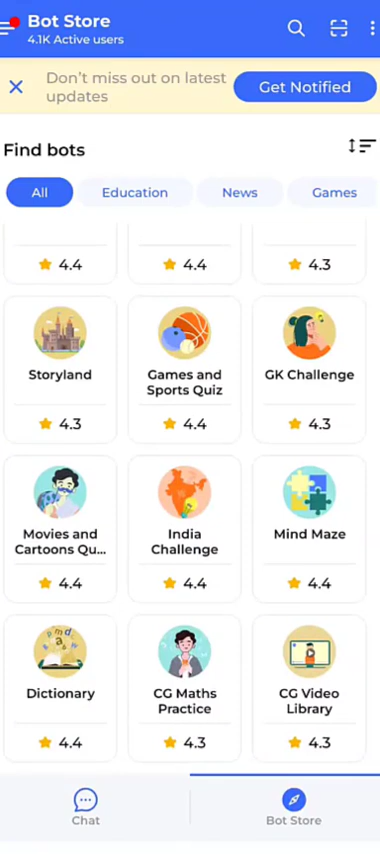 Bot Store
4.1K Active users
Don't miss out on latest
updates
Get Notified
Find bots
All Education News Games
4.4 4.4 4.3
Storyland
Games and
Sports Quiz
GK Challenge
4.3 4.4 4.3
Movies and
Cartoons Qu...
India
Challenge
Mind Maze
4.4 4.4 4.4
Dictionary
CG Maths
Practice
CG Video
Library
4.4 4.3 4.3
Chat
Bot Store